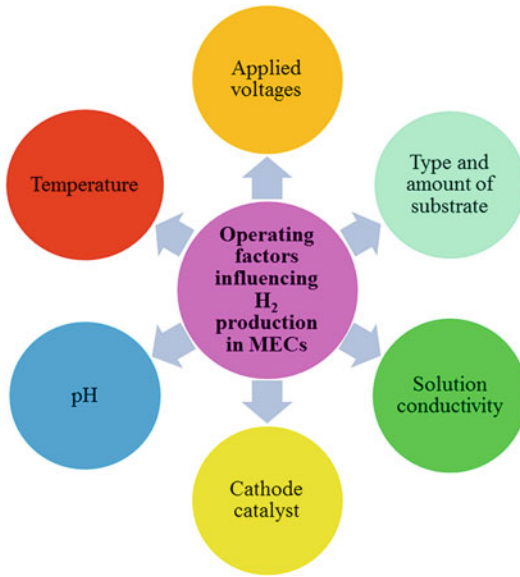 Applied
voltages
Temperature
Type and
amount of
substrate
Operating
factors
influencing
H₂
production
in MECs
pH
Solution
conductivity
Cathode
catalyst